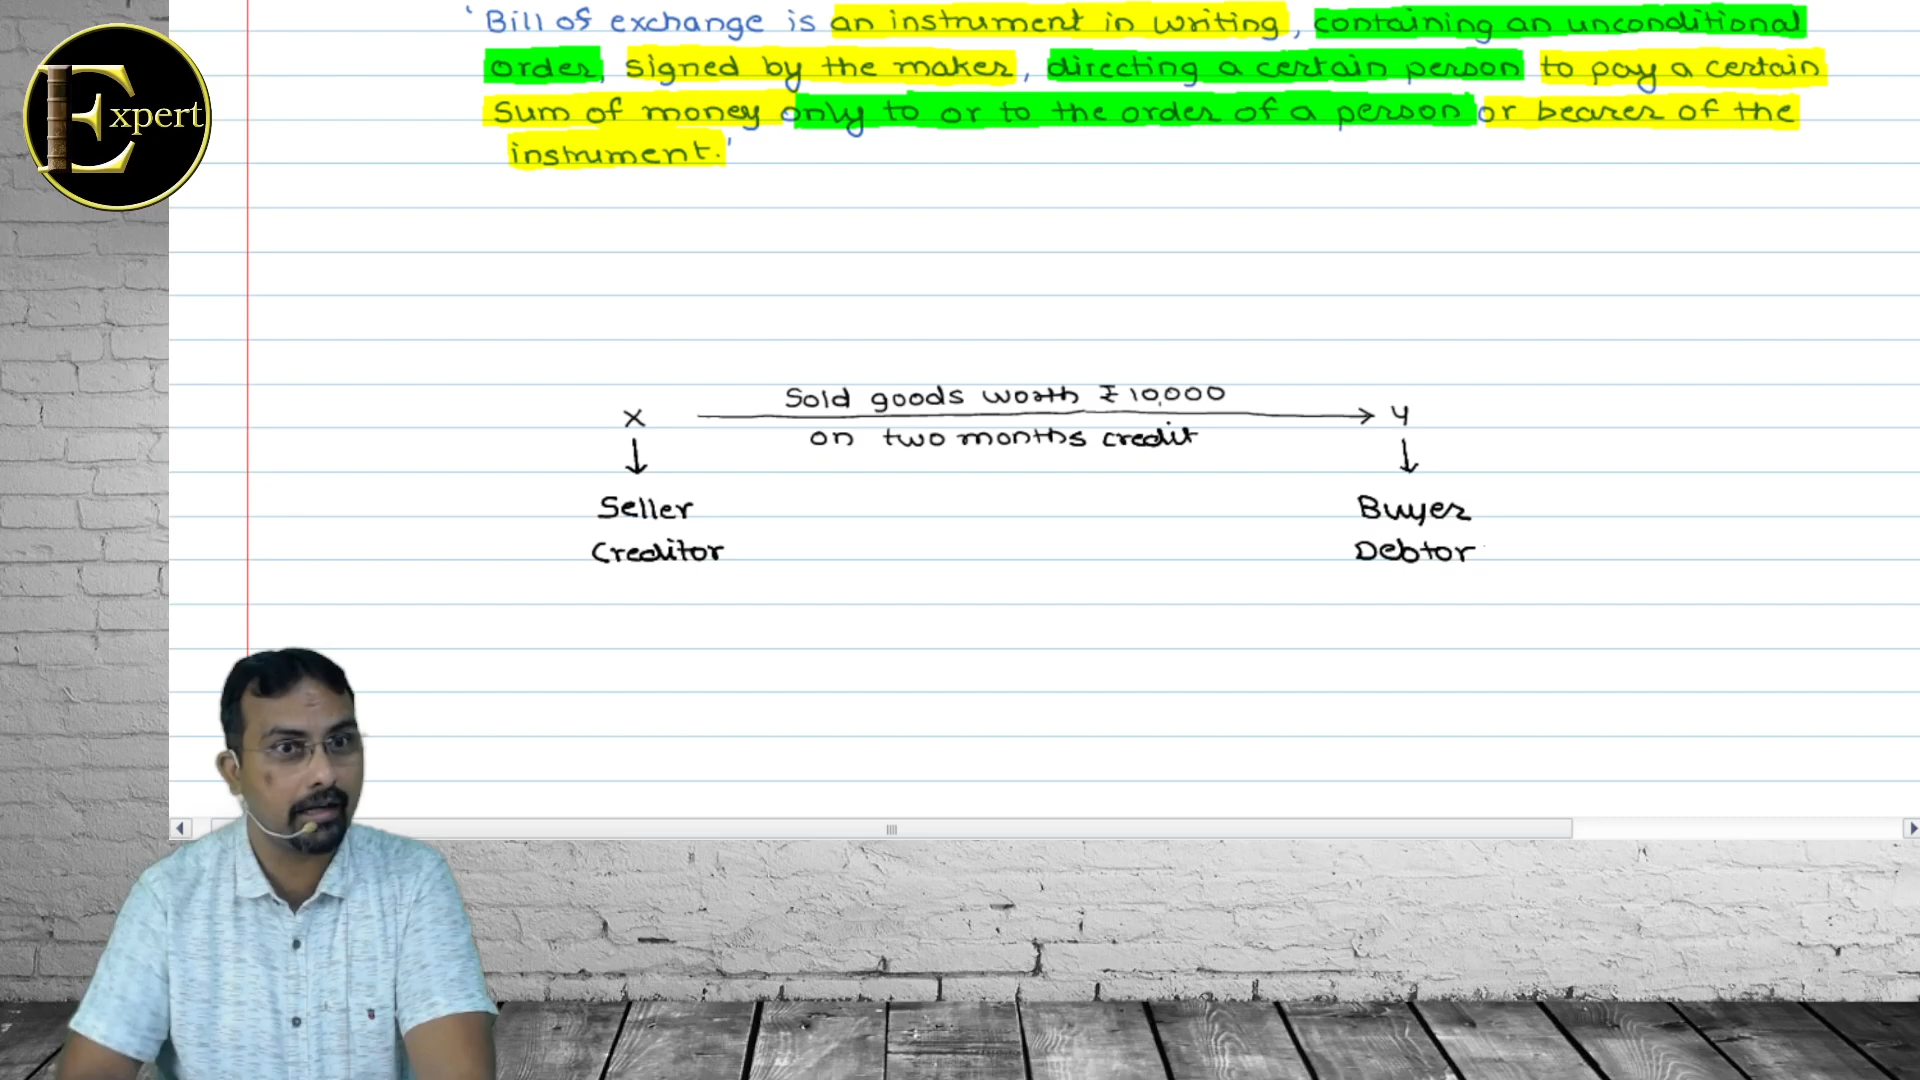 Expert
'Bill of exchange is an instrument in writing, containing an unconditional
order, signed by the maker, directing a certain person to pay a certain
Sum of money only to or to the order of a person or bearer of the
instrument.'
Sold goods worth ₹10,000
X Y
on two months credit
Seller Buyer
Creditor Debtor